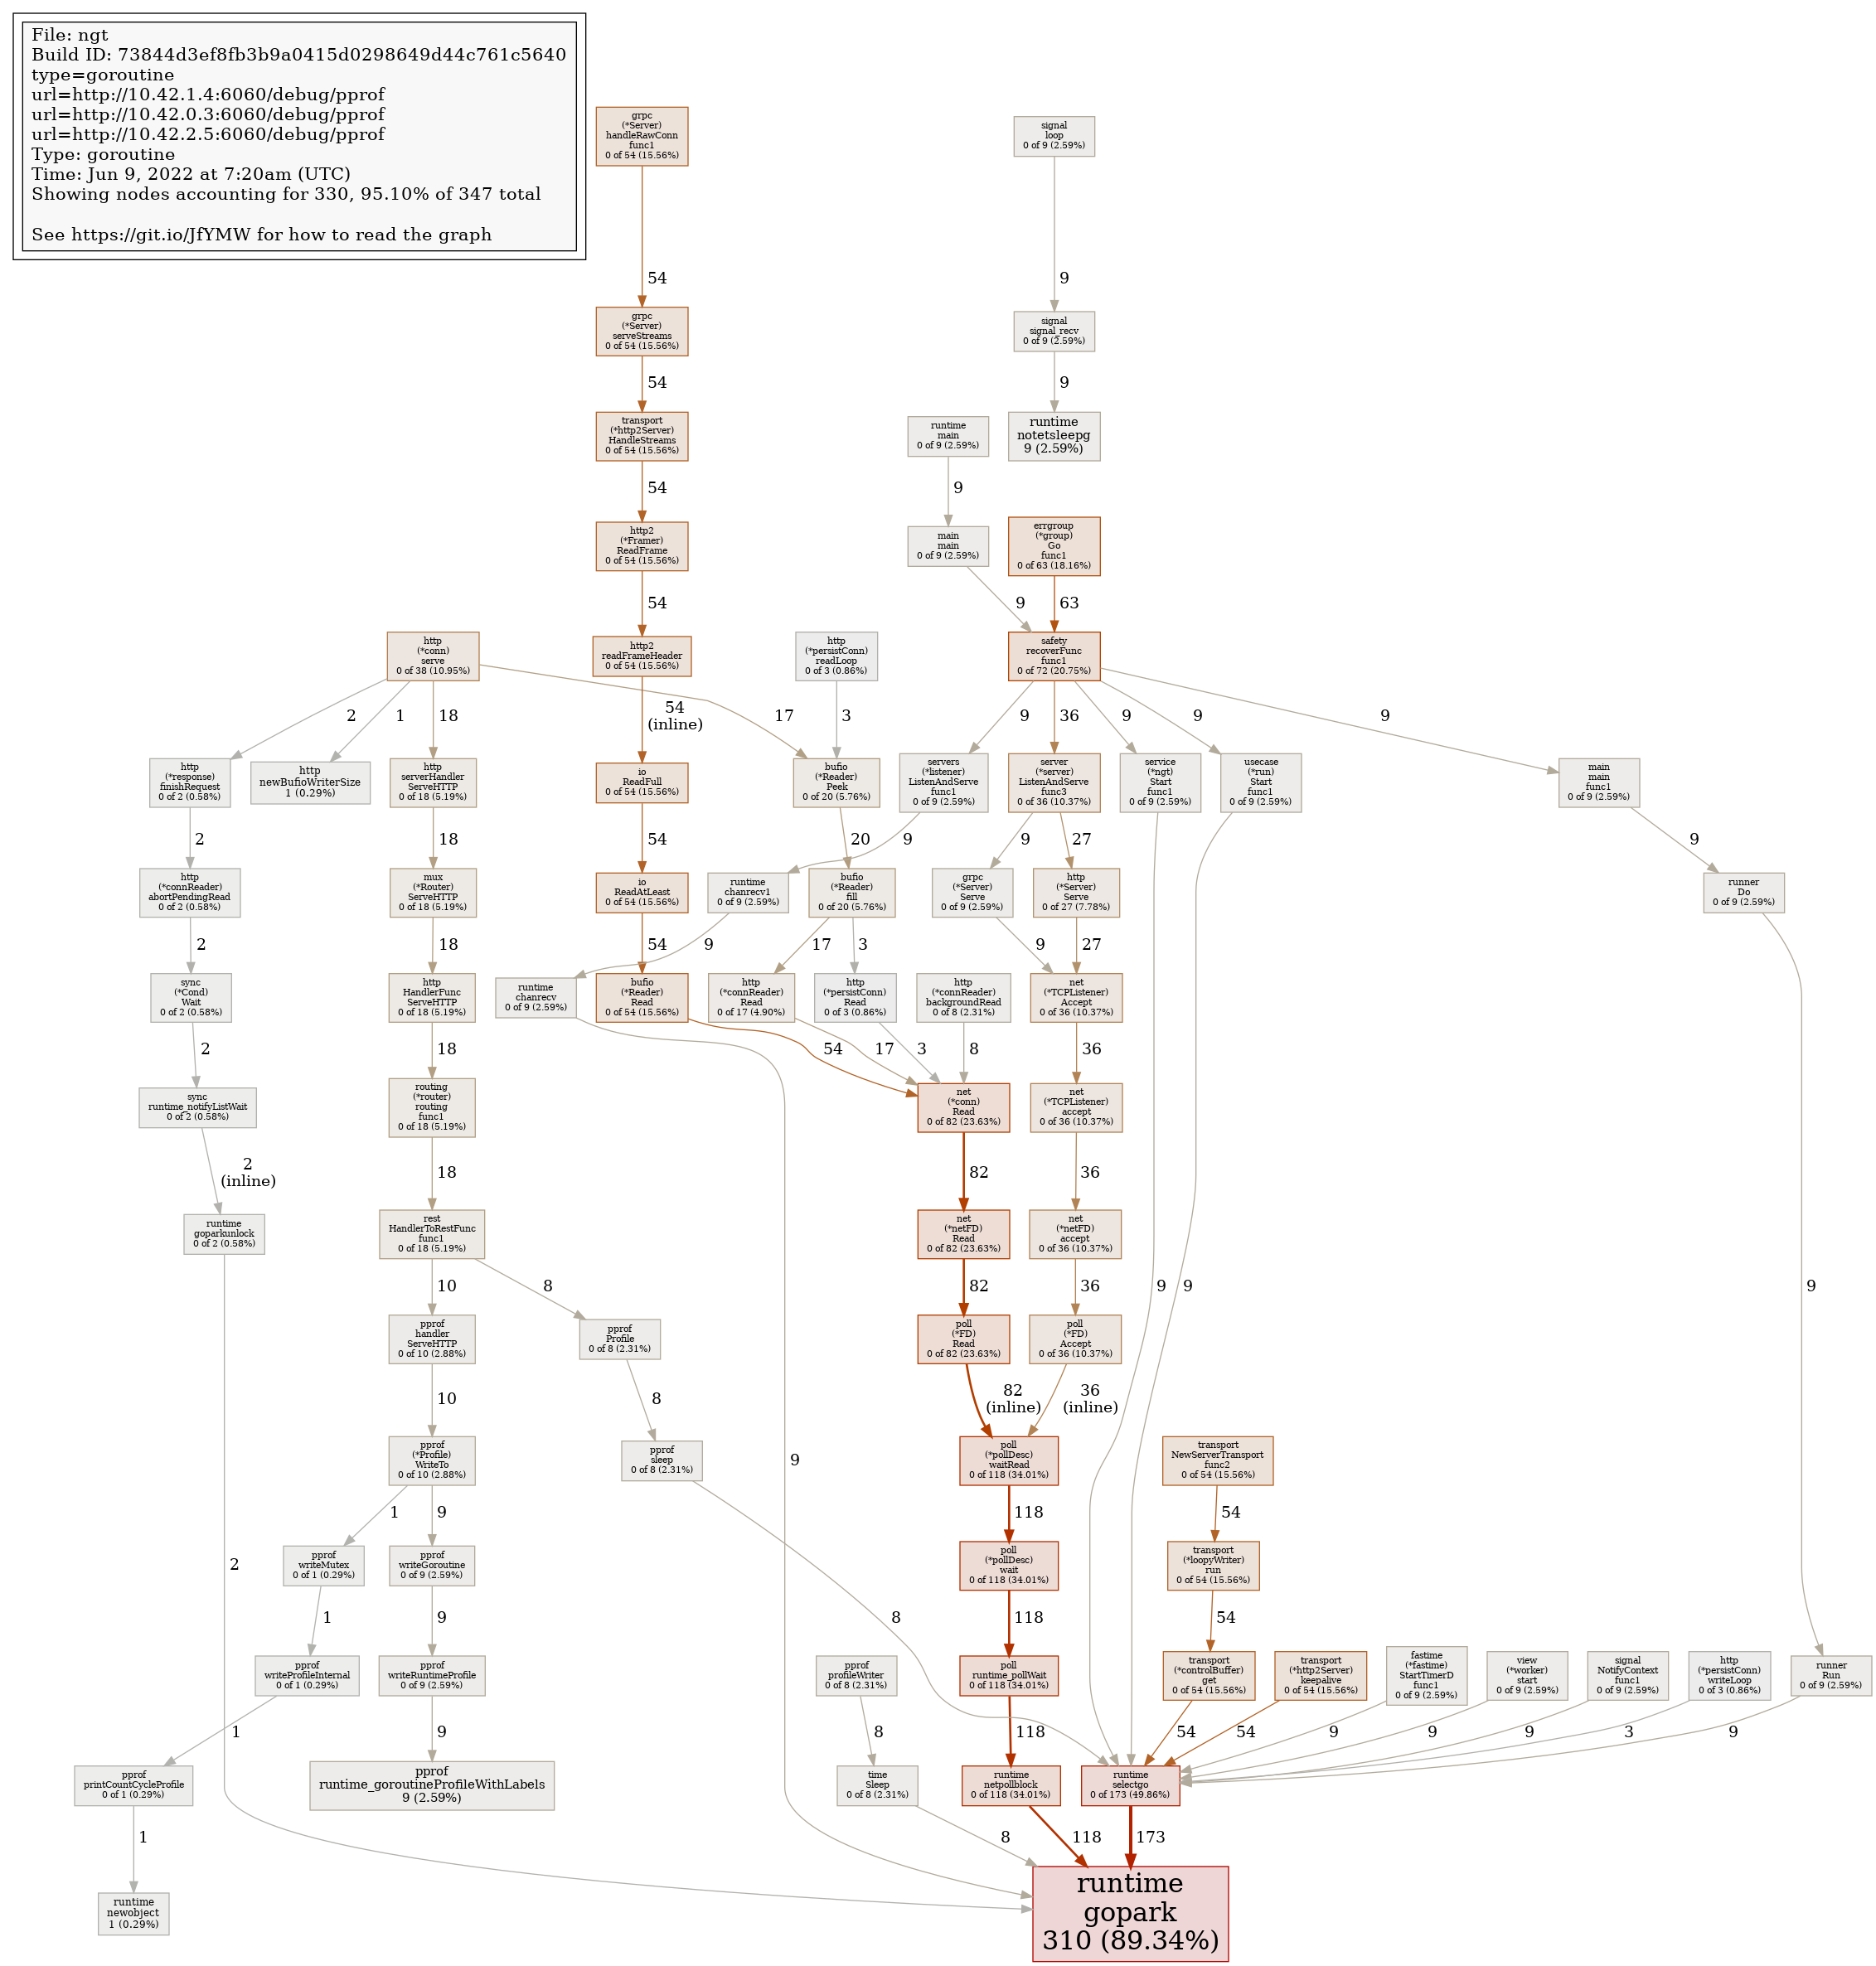 File: ngt
Build ID: 73844d3ef8fb3b9a0415d0298649d44c761c5640
type=goroutine
url=http://10.42.1.4:6060/debug/pprof
url=http://10.42.0.3:6060/debug/pprof
url=http://10.42.2.5:6060/debug/pprof
Type: goroutine
Time: Jun 9, 2022 at 7:20am (UTC)
Showing nodes accounting for 330, 95.10% of 347 total
See https://git.io/JfYMW for how to read the graph
grpc
(*Server)
handleRawConn
func1
0 of 54 (15.56%)
signal
loop
0 of 9 (2.59%)
54
9
grpc
(*Server)
serveStreams
0 of 54 (15.56%)
signal
signal_recv
0 of 9 (2.59%)
54
9
transport
(*http2Server)
HandleStreams
0 of 54 (15.56%)
runtime
main
0 of 9 (2.59%)
runtime
notetsleepg
9 (2.59%)
54
9
http2
(*Framer)
ReadFrame
0 of 54 (15.56%)
main
main
0 of 9 (2.59%)
errgroup
(*group)
Go
func1
0 of 63 (18.16%)
54
9
63
http
(*conn)
serve
0 of 38 (10.95%)
http2
readFrameHeader
0 of 54 (15.56%)
http
(*persistConn)
readLoop
0 of 3 (0.86%)
safety
recoverFunc
func1
0 of 72 (20.75%)
2
1
18
54
(inline)
17
3
9
36
9
9
9
http
(*response)
finishRequest
0 of 2 (0.58%)
http
newBufioWriterSize
1 (0.29%)
http
serverHandler
ServeHTTP
0 of 18 (5.19%)
io
ReadFull
0 of 54 (15.56%)
bufio
(*Reader)
Peek
0 of 20 (5.76%)
servers
(*listener)
ListenAndServe
func1
0 of 9 (2.59%)
server
(*server)
ListenAndServe
func3
0 of 36 (10.37%)
service
(*ngt)
Start
func1
0 of 9 (2.59%)
usecase
(*run)
Start
func1
0 of 9 (2.59%)
main
main
func1
0 of 9 (2.59%)
2
18
54
20
9
9
27
9
http
(*connReader)
abortPendingRead
0 of 2 (0.58%)
mux
(*Router)
ServeHTTP
0 of 18 (5.19%)
io
ReadAtLeast
0 of 54 (15.56%)
runtime
chanrecv1
0 of 9 (2.59%)
bufio
(*Reader)
fill
0 of 20 (5.76%)
grpc
(*Server)
Serve
0 of 9 (2.59%)
http
(*Server)
Serve
0 of 27 (7.78%)
runner
Do
0 of 9 (2.59%)
2
18
54
9
17
3
9
27
sync
(*Cond)
Wait
0 of 2 (0.58%)
http
HandlerFunc
ServeHTTP
0 of 18 (5.19%)
runtime
chanrecv
0 of 9 (2.59%)
bufio
(*Reader)
Read
0 of 54 (15.56%)
http
(*connReader)
Read
0 of 17 (4.90%)
http
(*persistConn)
Read
0 of 3 (0.86%)
http
(*connReader)
backgroundRead
0 of 8 (2.31%)
net
(*TCPListener)
Accept
0 of 36 (10.37%)
2
18
54
17
3
8
36
sync
runtime_notifyListWait
0 of 2 (0.58%)
routing
(*router)
routing
func1
0 of 18 (5.19%)
net
(*conn)
Read
0 of 82 (23.63%)
net
(*TCPListener)
accept
0 of 36 (10.37%)
2
(inline)
18
82
36
runtime
goparkunlock
0 of 2 (0.58%)
rest
HandlerToRestFunc
func1
0 of 18 (5.19%)
net
(*netFD)
Read
0 of 82 (23.63%)
net
(*netFD)
accept
0 of 36 (10.37%)
10
8
82
36
9
9
9
pprof
handler
ServeHTTP
0 of 10 (2.88%)
pprof
Profile
0 of 8 (2.31%)
poll
(*FD)
Read
0 of 82 (23.63%)
poll
(*FD)
Accept
0 of 36 (10.37%)
10
8
82
(inline)
36
(inline)
pprof
(*Profile)
WriteTo
0 of 10 (2.88%)
pprof
sleep
0 of 8 (2.31%)
9
poll
(*pollDesc)
waitRead
0 of 118 (34.01%)
transport
NewServerTransport
func2
0 of 54 (15.56%)
1
9
118
54
2
pprof
writeMutex
0 of 1 (0.29%)
pprof
writeGoroutine
0 of 9 (2.59%)
poll
(*pollDesc)
wait
0 of 118 (34.01%)
transport
(*loopyWriter)
run
0 of 54 (15.56%)
1
9
8
118
54
pprof
writeProfileInternal
0 of 1 (0.29%)
pprof
writeRuntimeProfile
0 of 9 (2.59%)
pprof
profileWriter
0 of 8 (2.31%)
poll
runtime_pollWait
0 of 118 (34.01%)
transport
(*controlBuffer)
get
0 of 54 (15.56%)
transport
(*http2Server)
keepalive
0 of 54 (15.56%)
fastime
(*fastime)
StartTimerD
func1
0 of 9 (2.59%)
view
(*worker)
start
0 of 9 (2.59%)
signal
NotifyContext
func1
0 of 9 (2.59%)
http
(*persistConn)
writeLoop
0 of 3 (0.86%)
runner
Run
0 of 9 (2.59%)
1
9
8
118
54
54
9
9
9
3
9
pprof
printCountCycleProfile
0 of 1 (0.29%)
pprof
runtime_goroutineProfileWithLabels
9 (2.59%)
time
Sleep
0 of 8 (2.31%)
runtime
netpollblock
0 of 118 (34.01%)
runtime
selectgo
0 of 173 (49.86%)
1
8
118
173
runtime
newobject
1 (0.29%)
runtime
gopark
310 (89.34%)